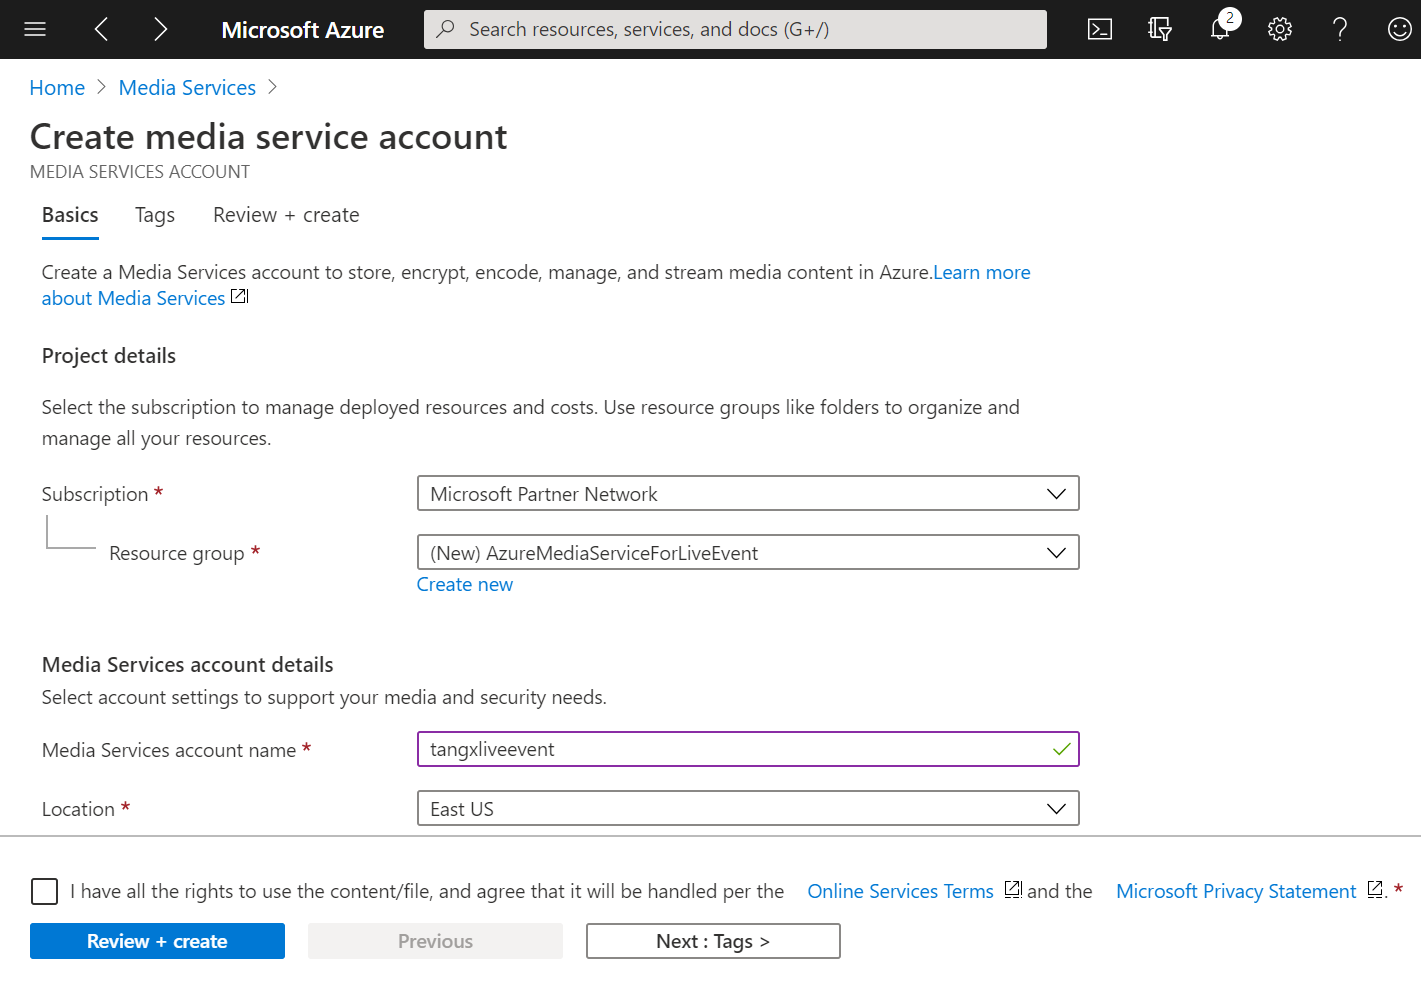 Microsoft Azure
Search resources, services, and docs (G+/)
2
Home > Media Services >
Create media service account
MEDIA SERVICES ACCOUNT
Basics Tags Review + create
Create a Media Services account to store, encrypt, encode, manage, and stream media content in Azure.Learn more
about Media Services
Project details
Select the subscription to manage deployed resources and costs. Use resource groups like folders to organize and
manage all your resources.
Subscription * Microsoft Partner Network
Resource group * (New) AzureMediaServiceForLiveEvent
Create new
Media Services account details
Select account settings to support your media and security needs.
Media Services account name * tangxliveevent
Location * East US
I have all the rights to use the content/file, and agree that it will be handled per the Online Services Terms and the Microsoft Privacy Statement . *
Review + create Previous Next : Tags >